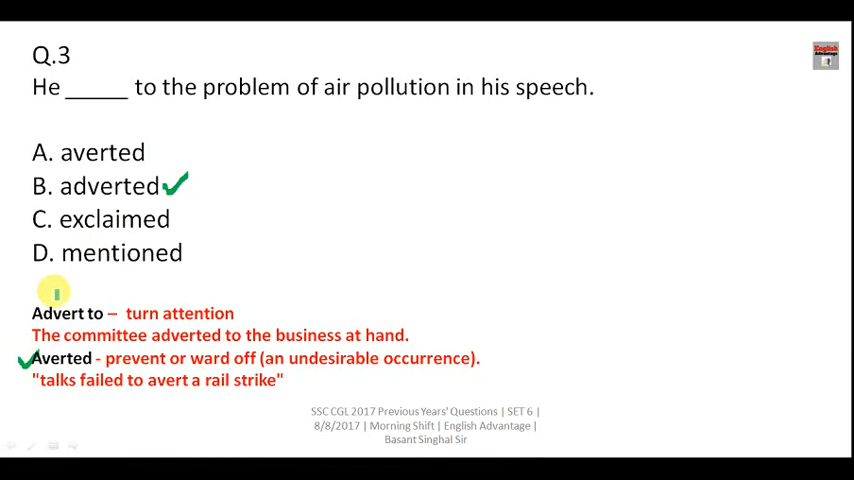 Q.3
English
Advantage
He _____ to the problem of air pollution in his speech.
A. averted
B. adverted
C. exclaimed
D. mentioned
Advert to – turn attention
The committee adverted to the business at hand.
Averted - prevent or ward off (an undesirable occurrence).
"talks failed to avert a rail strike"
SSC CGL 2017 Previous Years' Questions | SET 6 |
8/8/2017 | Morning Shift | English Advantage |
Basant Singhal Sir